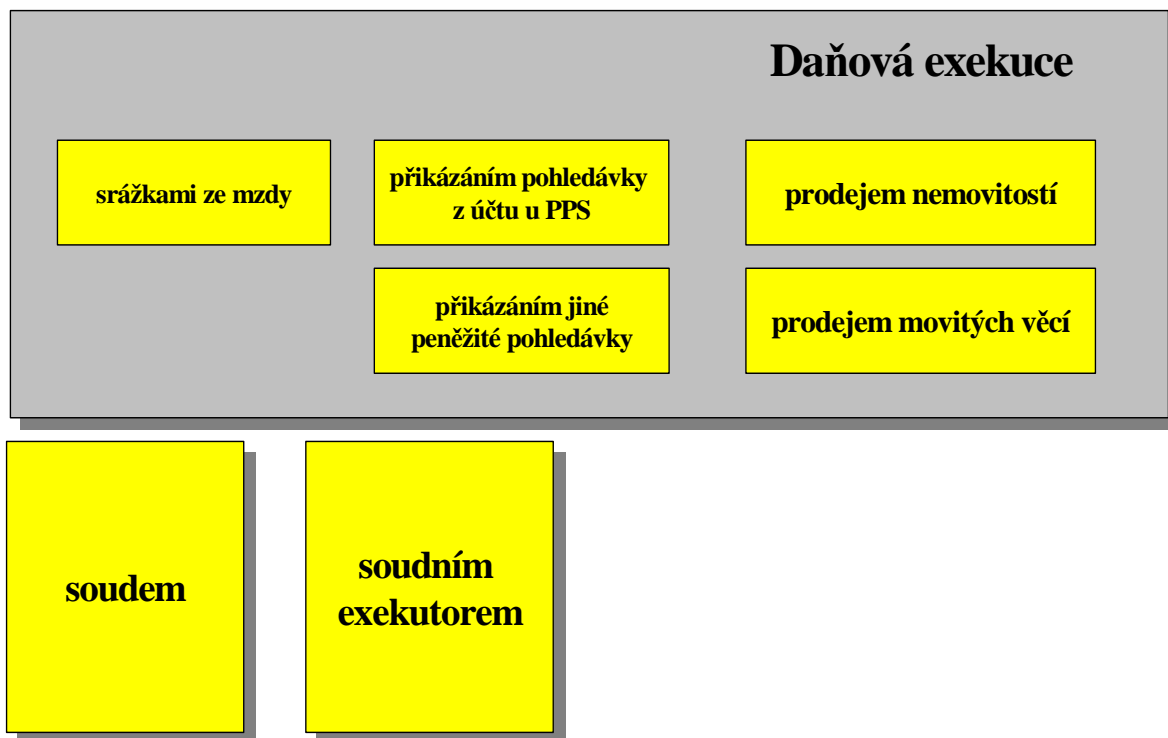 Daňová exekuce
srážkami ze mzdy
přikázáním pohledávky
z účtu u PPS
prodejem nemovitostí
přikázáním jiné
peněžité pohledávky
prodejem movitých věcí
soudem
soudním
exekutorem